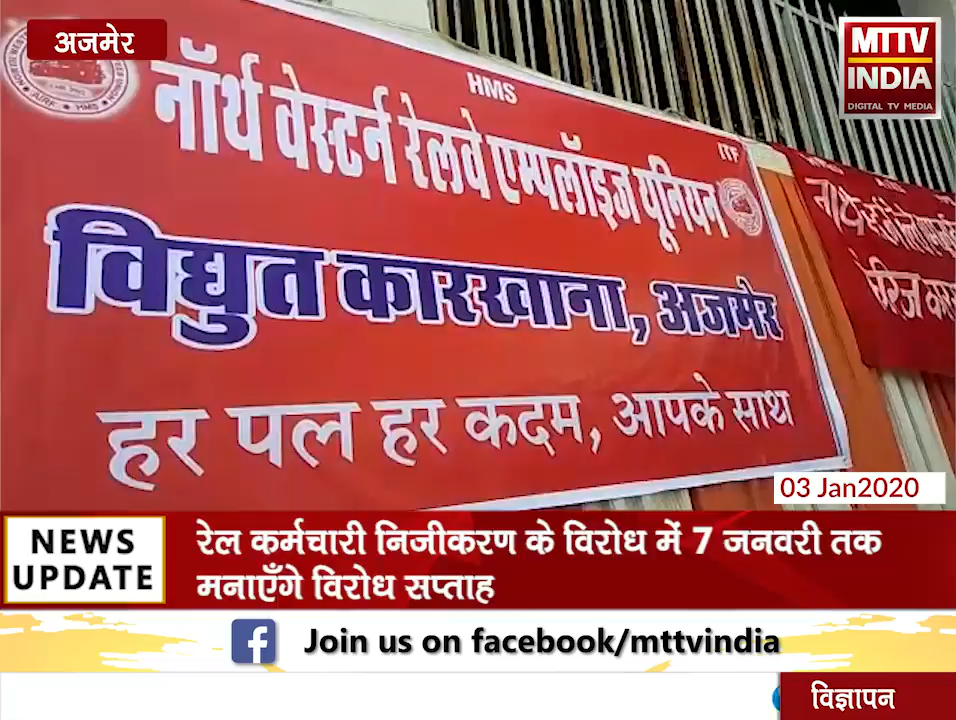 अजमेर
MTTV
INDIA
DIGITAL TV MEDIA
HMS
ITF
नॉर्थ वेस्टर्न रेलवे एम्पलॉइज यूनियन
विद्युत कारखाना, अजमेर
हर पल हर कदम, आपके साथ
03 Jan2020
NEWS
UPDATE
रेल कर्मचारी निजीकरण के विरोध में 7 जनवरी तक
मनाएँगे विरोध सप्ताह
Join us on facebook/mttvindia
विज्ञापन